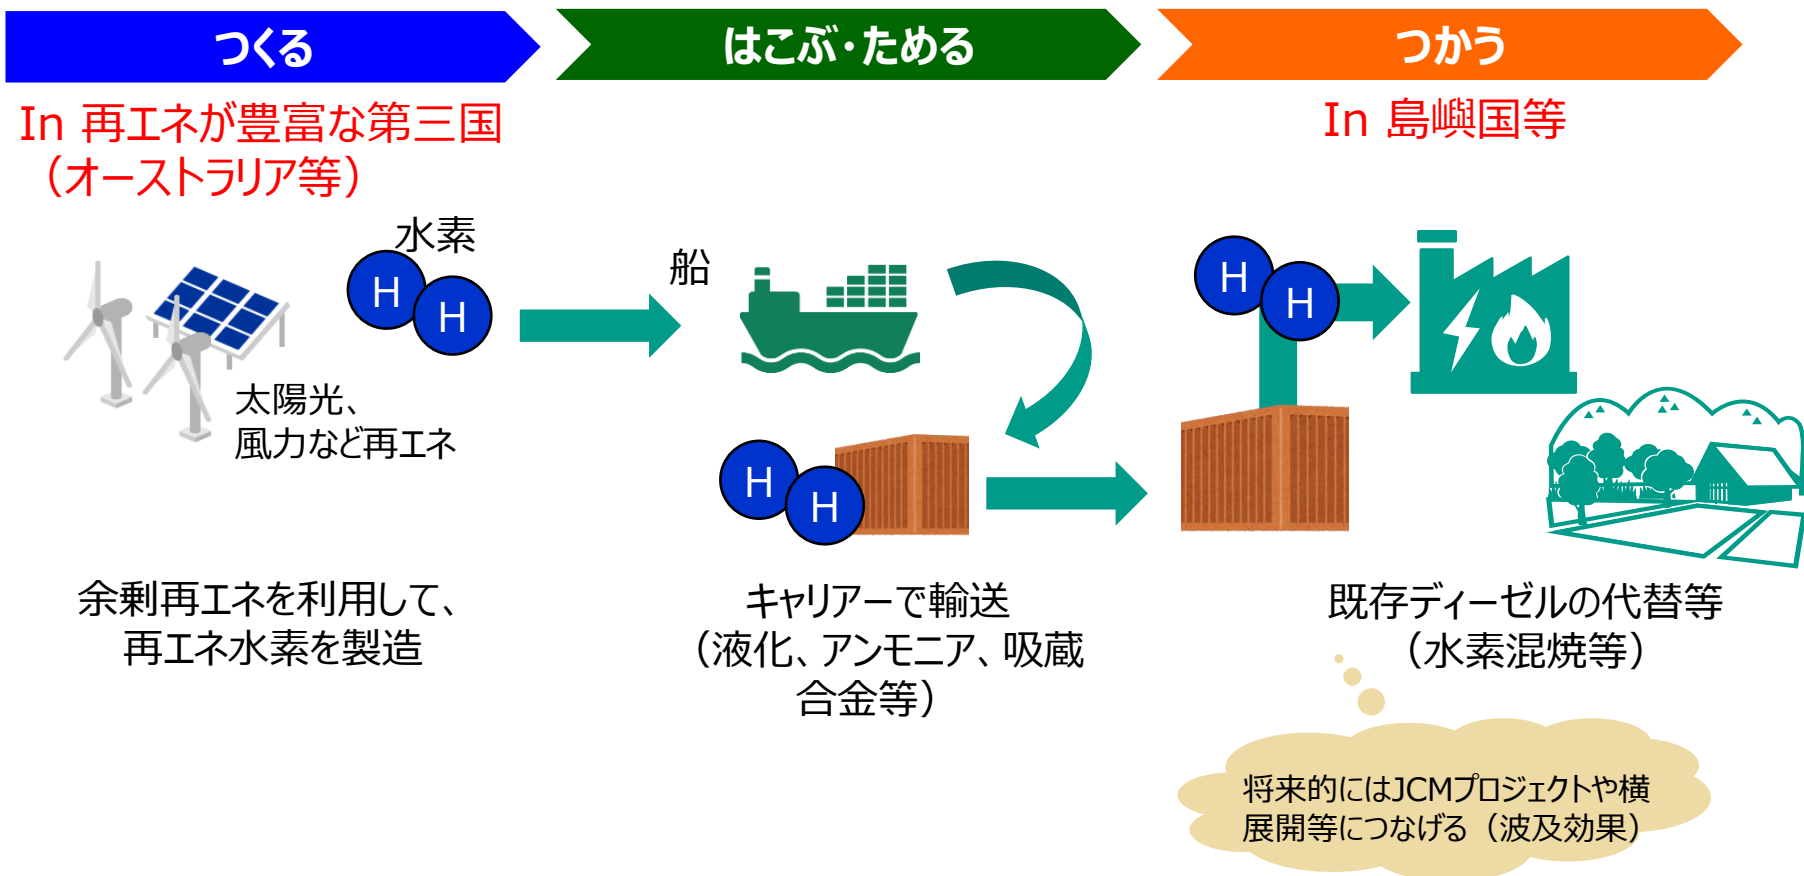 つくる
はこぶ・ためる
つかう
In 再エネが豊富な第三国
（オーストラリア等）
In 島嶼国等
水素
H
H
太陽光、
風力など再エネ
船
H
H
H
H
余剰再エネを利用して、
再エネ水素を製造
キャリアーで輸送
（液化、アンモニア、吸蔵
合金等）
既存ディーゼルの代替等
（水素混焼等）
将来的にはJCMプロジェクトや横
展開等につなげる（波及効果）